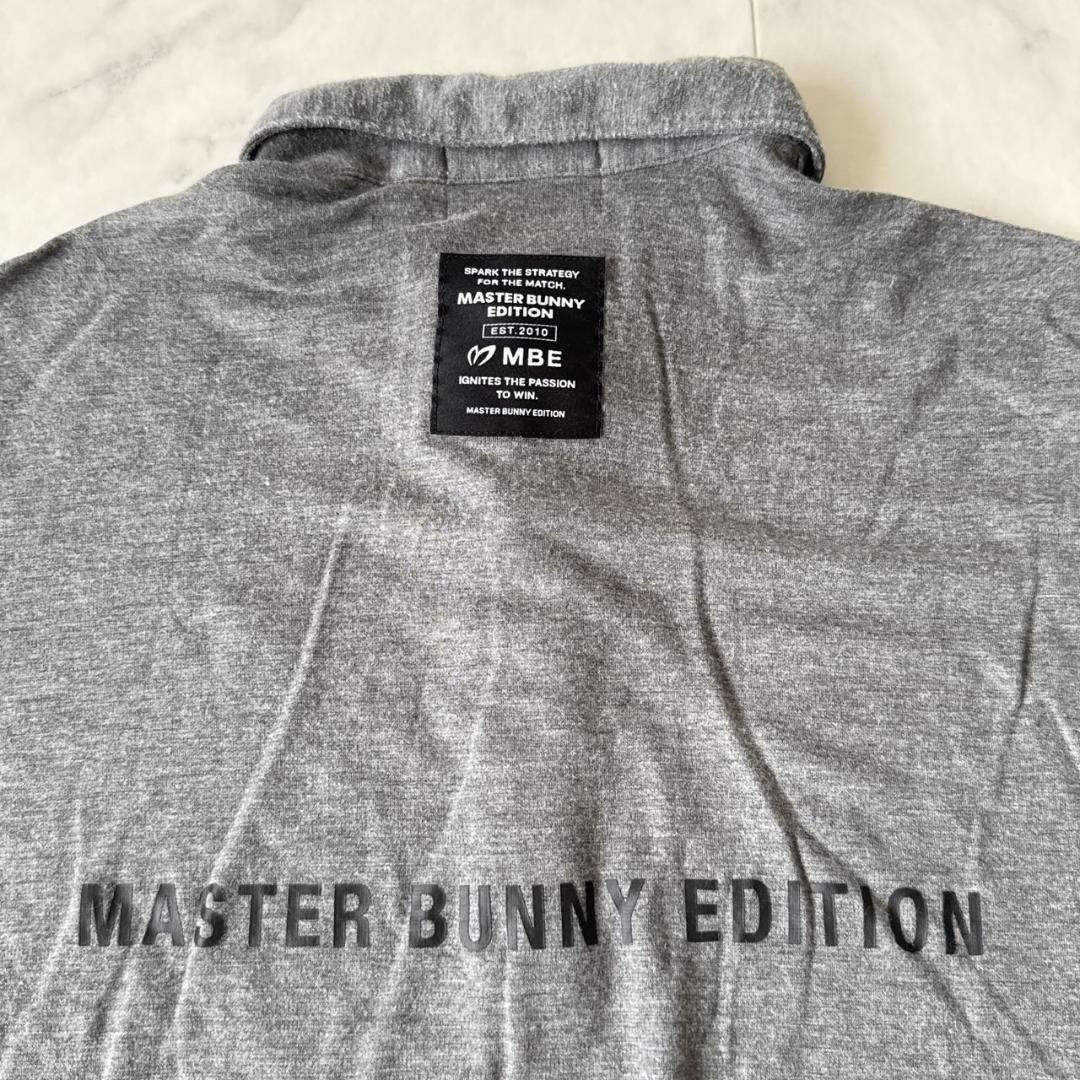 SPARK THE STRATEGY
FOR THE MATCH.
MASTER BUNNY
EDITION
EST.2010
MBE
IGNITES THE PASSION
TO WIN.
MASTER BUNNY EDITION
MASTER BUNNY EDITION